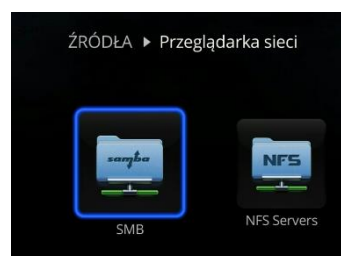 ŹRÓDŁA ▸ Przeglądarka sieci
samba
NFS
SMB
NFS Servers